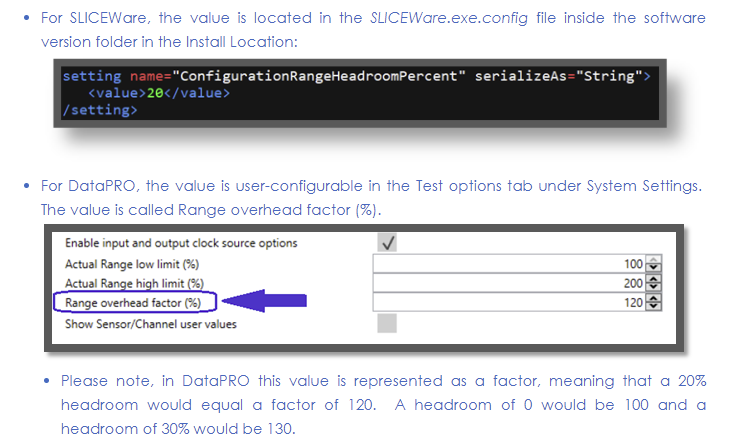 • For SLICEWare, the value is located in the SLICEWare.exe.config file inside the software
version folder in the Install Location:
setting name="ConfigurationRangeHeadroomPercent" serializeAs="String">
<value>20</value>
/setting>
• For DataPRO, the value is user-configurable in the Test options tab under System Settings.
The value is called Range overhead factor (%).
Enable input and output clock source options
Actual Range low limit (%) 100
Actual Range high limit (%) 200
Range overhead factor (%) 120
Show Sensor/Channel user values
• Please note, in DataPRO this value is represented as a factor, meaning that a 20%
headroom would equal a factor of 120. A headroom of 0 would be 100 and a
headroom of 30% would be 130.